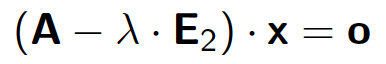 (A − λ · E₂) · x = o